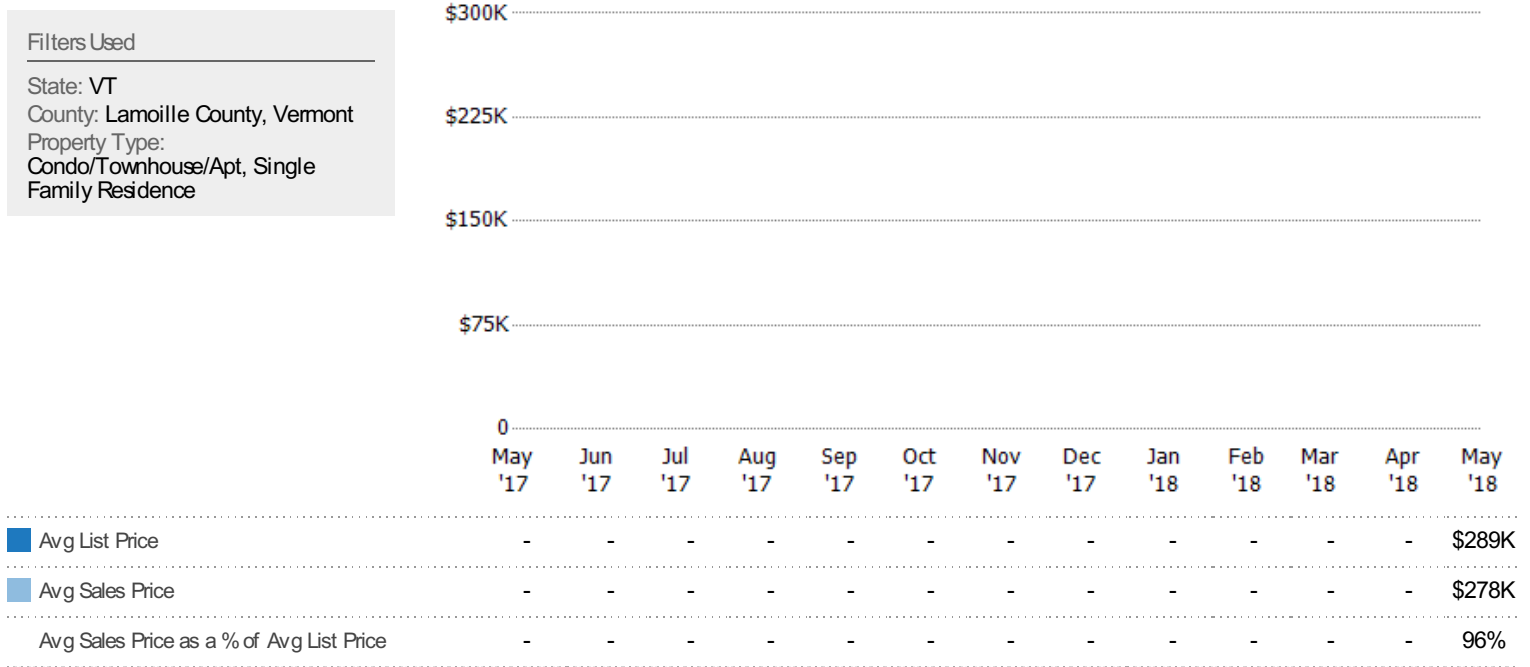 Filters Used
State: VT
County: Lamoille County, Vermont
Property Type:
Condo/Townhouse/Apt, Single
Family Residence
$300K
$225K
$150K
$75K
0
May Jun Jul Aug Sep Oct Nov Dec Jan Feb Mar Apr May
'17 '17 '17 '17 '17 '17 '17 '17 '18 '18 '18 '18 '18
Avg List Price - - - - - - - - - - - - $289K
Avg Sales Price - - - - - - - - - - - - $278K
Avg Sales Price as a % of Avg List Price - - - - - - - - - - - - 96%